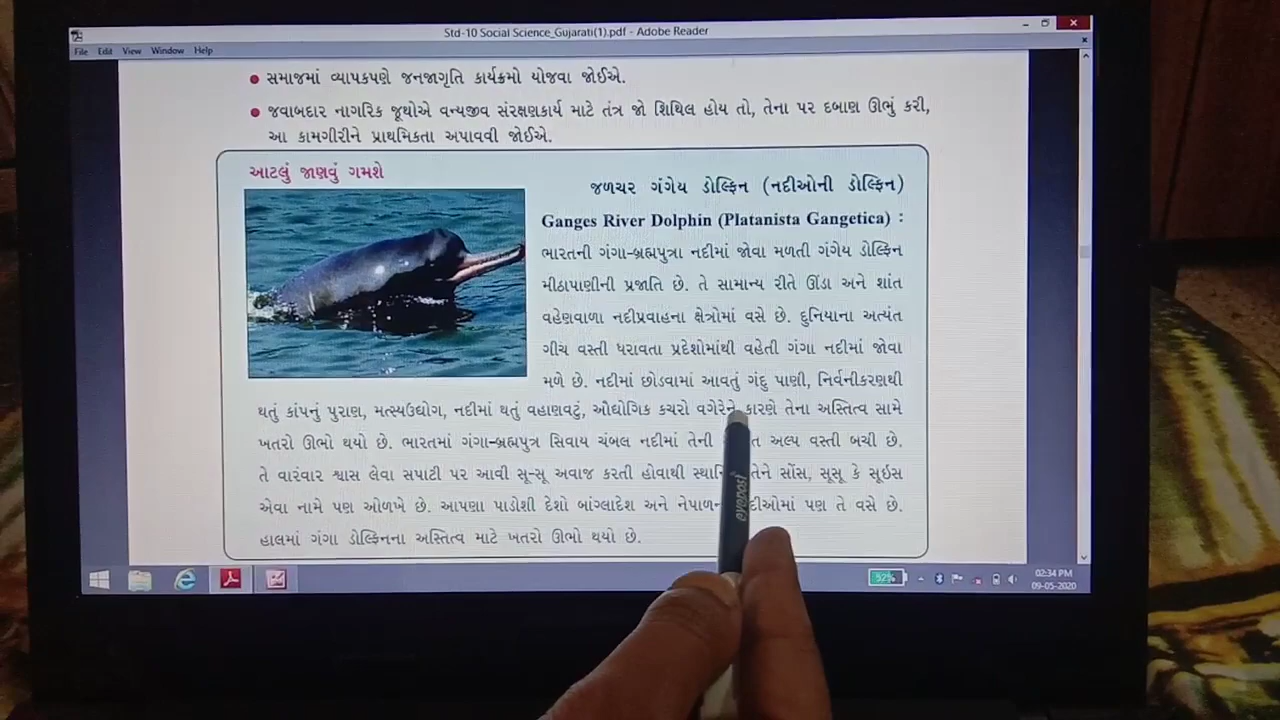 Std-10 Social Science_Gujarati(1).pdf - Adobe Reader
File Edit View Window Help
સમાજમાં વ્યાપકપણે જનજાગૃતિ કાર્યક્રમો યોજવા જોઈએ.
જવાબદાર નાગરિક જૂથોએ વન્યજીવ સંરક્ષણકાર્ય માટે તંત્ર જો શિથિલ હોય તો, તેના પર દબાણ ઊભું કરી,
આ કામગીરીને પ્રાથમિકતા અપાવવી જોઈએ.
આટલું જાણવું ગમશે
જળચર ગંગેય ડોલ્ફિન (નદીઓની ડોલ્ફિન)
Ganges River Dolphin (Platanista Gangetica) :
ભારતની ગંગા-બ્રહ્મપુત્રા નદીમાં જોવા મળતી ગંગેય ડોલ્ફિન
મીઠાપાણીની પ્રજાતિ છે. તે સામાન્ય રીતે ઊંડા અને શાંત
વહેણવાળા નદીપ્રવાહના ક્ષેત્રોમાં વસે છે. દુનિયાના અત્યંત
ગીચ વસ્તી ધરાવતા પ્રદેશોમાંથી વહેતી ગંગા નદીમાં જોવા
મળે છે. નદીમાં છોડવામાં આવતું ગંદુ પાણી, નિર્વનીકરણથી
થતું કાંપનું પુરાણ, મત્સ્યઉદ્યોગ, નદીમાં થતું વહાણવટું, ઔદ્યોગિક કચરો વગેરેને કારણે તેના અસ્તિત્વ સામે
ખતરો ઊભો થયો છે. ભારતમાં ગંગા-બ્રહ્મપુત્ર સિવાય ચંબલ નદીમાં તેની અલ્પ વસ્તી બચી છે.
તે વારંવાર શ્વાસ લેવા સપાટી પર આવી સૂ-સૂ અવાજ કરતી હોવાથી તેને સોંસ, સૂસૂ કે સૂઇસ
એવા નામે પણ ઓળખે છે. આપણા પાડોશી દેશો બાંગ્લાદેશ અને પણ તે વસે છે.
હાલમાં ગંગા ડોલ્ફિનના અસ્તિત્વ માટે ખતરો ઊભો થયો છે.
eyepost
92%
02:34 PM
09-05-2020